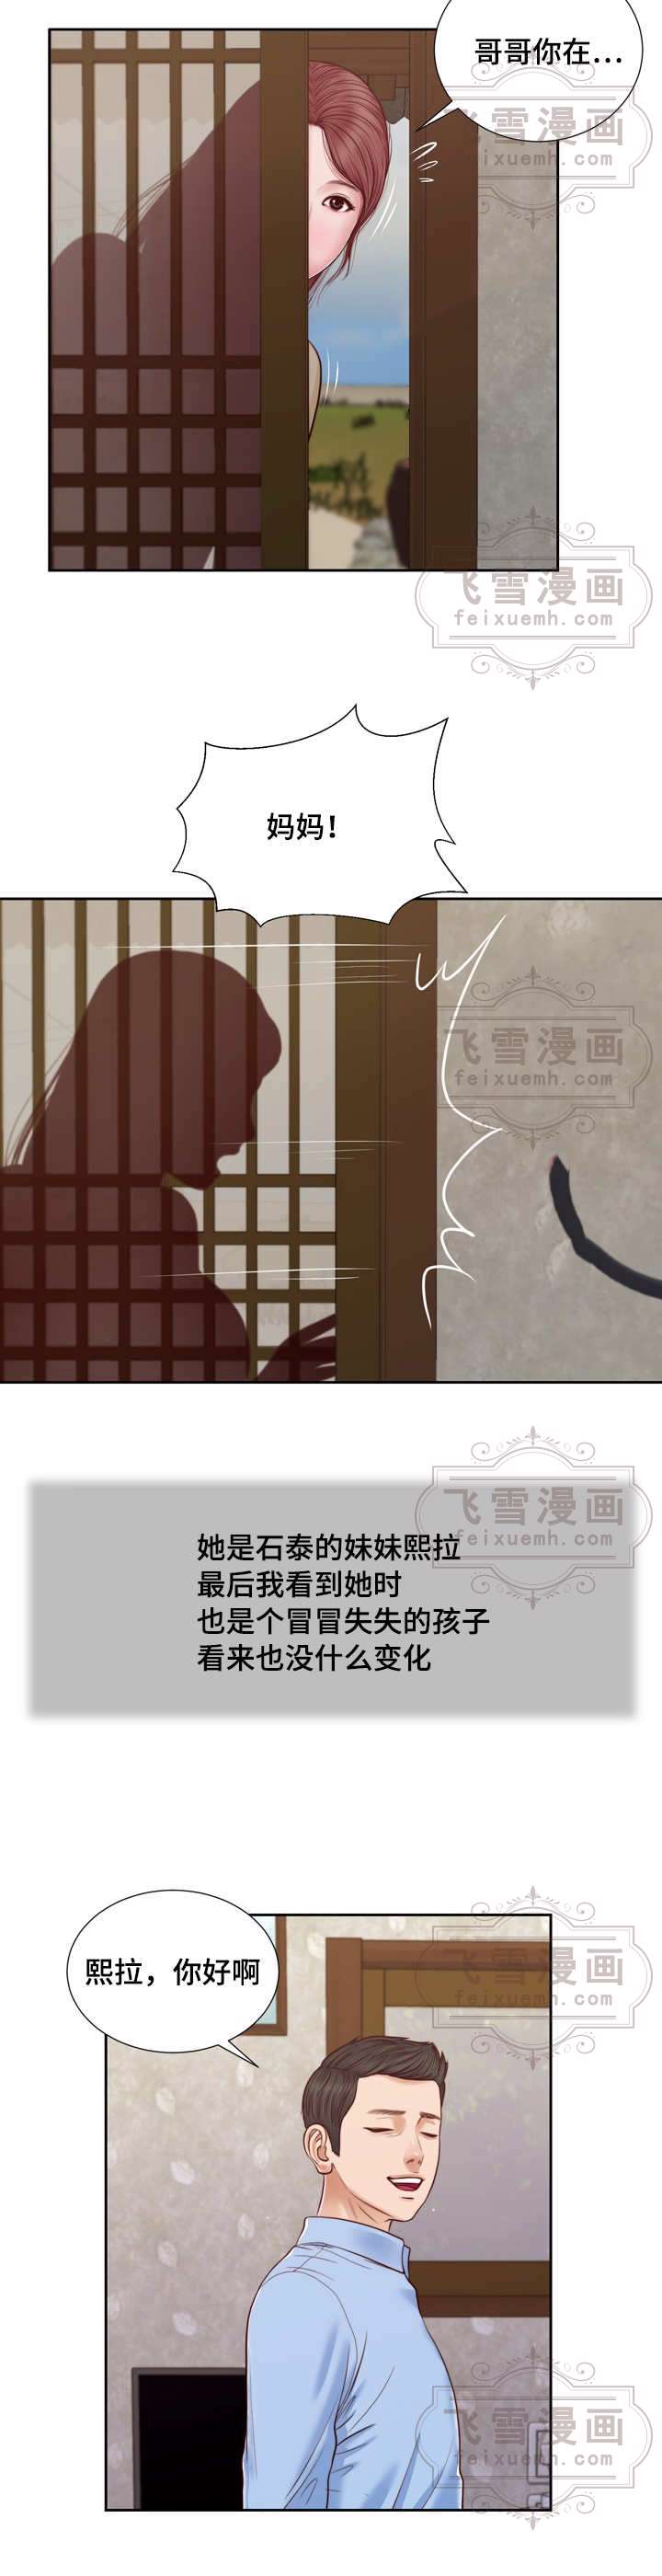 哥哥你在...
飞雪漫画
feixuemh.com
飞雪漫画
feixuemh.com
妈妈！
飞雪漫画
feixuemh.com
飞雪漫画
feixuemh.com
她是石泰的妹妹熙拉
最后我看到她时
也是个冒冒失失的孩子
看来也没什么变化
熙拉，你好啊
飞雪漫画
feixuemh.com
飞雪漫画
feixuemh.com